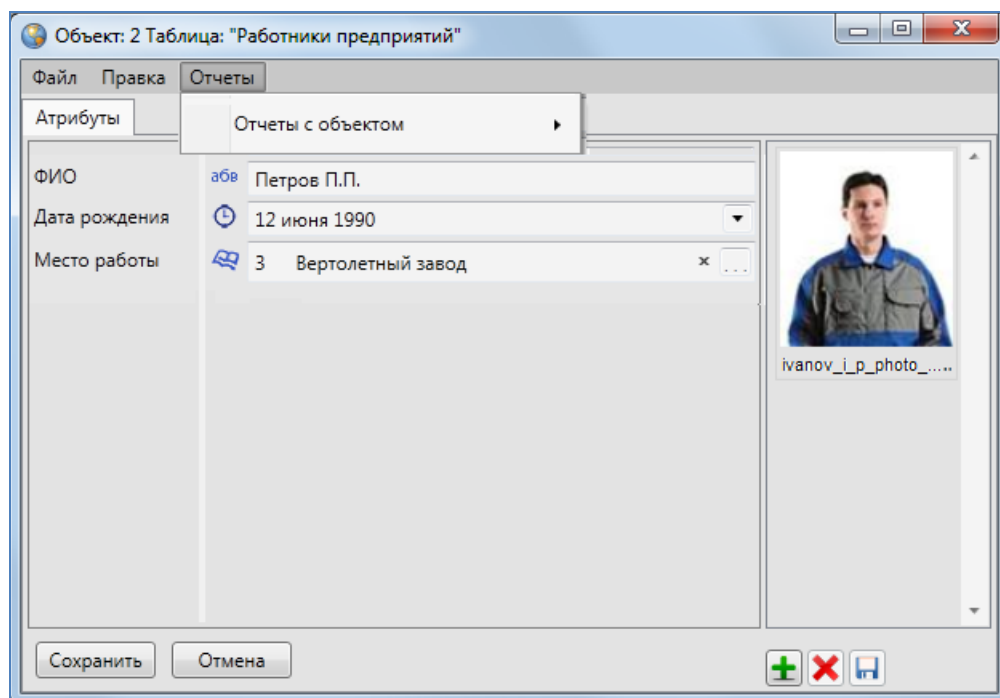 Объект: 2 Таблица: "Работники предприятий"
Файл Правка Отчеты
Атрибуты
Отчеты с объектом
ФИО абв Петров П.П.
Дата рождения 12 июня 1990
Место работы 3 Вертолетный завод × ...
ivanov_i_p_photo_.....
Сохранить Отмена